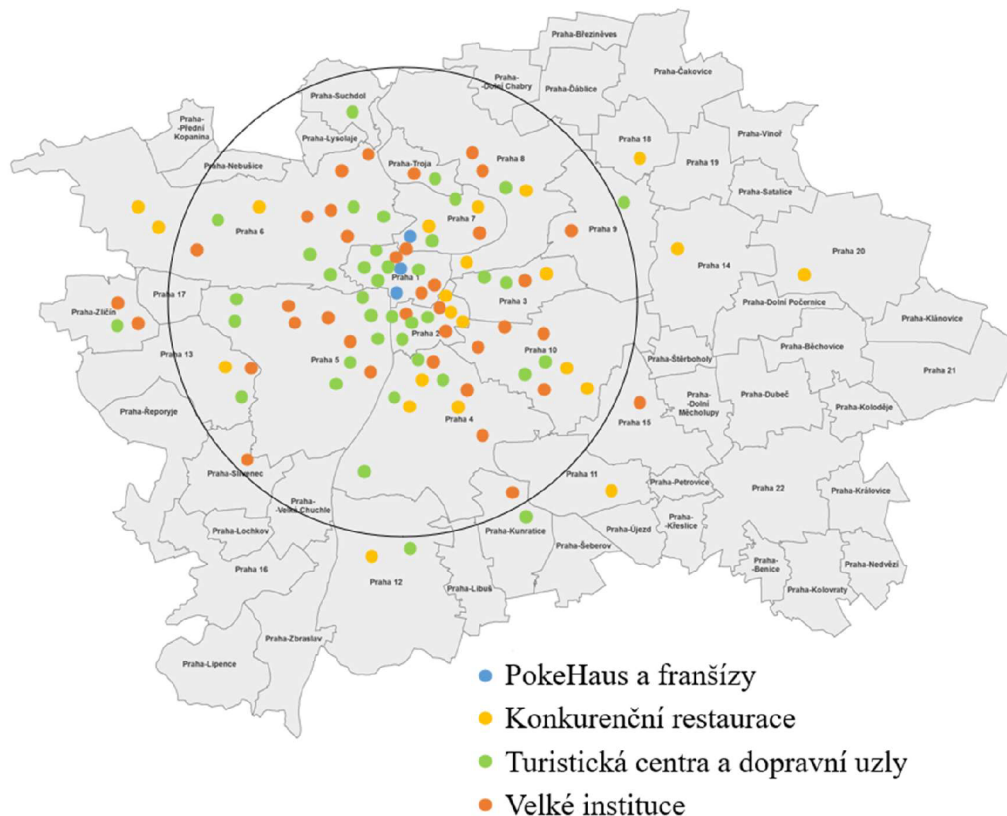 Praha-Březiněves
Praha-
-Dolní Chabry
Praha-Ďáblice
Praha-Čakovice
Praha-Suchdol
Praha-
-Přední
Kopanina
Praha-Lysolaje
Praha-Nebušice
Praha-Troja
Praha 8
Praha 18
Praha 19
Praha-Vinoř
Praha-Satalice
Praha 6
Praha 7
Praha 9
Praha 14
Praha 20
Praha 1
Praha 3
Praha 17
Praha-Zličín
Praha-Dolní Počernice
Praha-Klánovice
Praha 2
Praha 5
Praha 10
Praha 13
Praha-Štěrboholy
Praha-Běchovice
Praha 21
Praha-Řeporyje
Praha 4
Praha-
-Dolní
Měcholupy
Praha-Dubeč
Praha-Koloděje
Praha 15
Praha-Slivenec
Praha 11
Praha-Petrovice
Praha 22
Praha-Královice
Praha-
-Velká Chuchle
Praha-Lochkov
Praha-Kunratice
Praha-Újezd
Praha-
-Křeslice
Praha-Šeberov
Praha 16
Praha 12
Praha-Libuš
Praha-
-Benice
Praha-Nedvězí
Praha-Kolovraty
Praha-Zbraslav
Praha-Lipence
PokeHaus a franšízy
Konkurenční restaurace
Turistická centra a dopravní uzly
Velké instituce